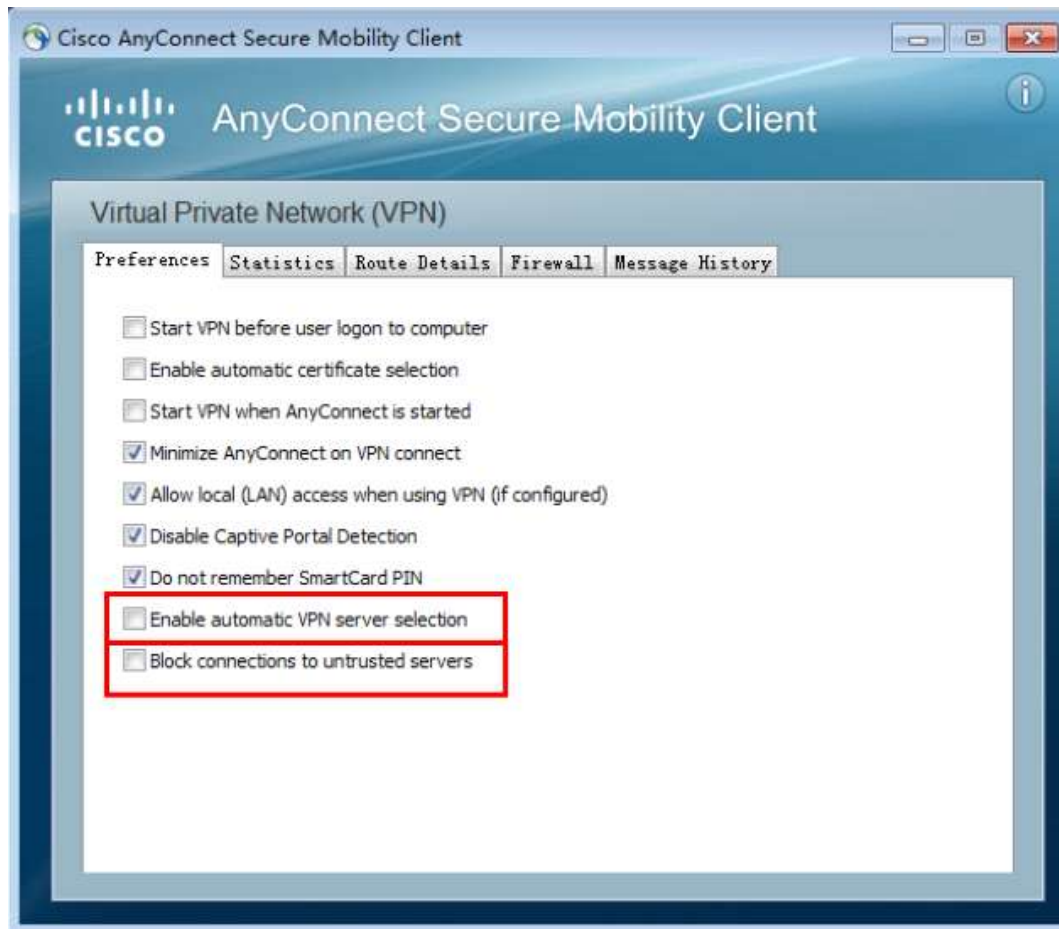 Cisco AnyConnect Secure Mobility Client
CISCO AnyConnect Secure Mobility Client
Virtual Private Network (VPN)
Preferences Statistics Route Details Firewall Message History
Start VPN before user logon to computer
Enable automatic certificate selection
Start VPN when AnyConnect is started
Minimize AnyConnect on VPN connect
Allow local (LAN) access when using VPN (if configured)
Disable Captive Portal Detection
Do not remember SmartCard PIN
Enable automatic VPN server selection
Block connections to untrusted servers